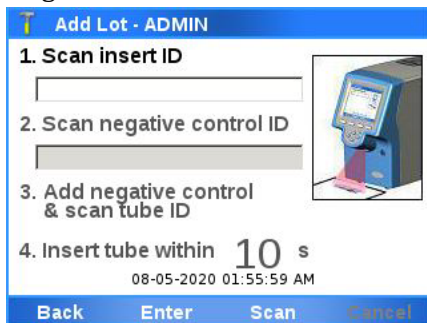 Add Lot - ADMIN
1. Scan insert ID
2. Scan negative control ID
3. Add negative control
& scan tube ID
4. Insert tube within 10 s
08-05-2020 01:55:59 AM
Back Enter Scan Cancel